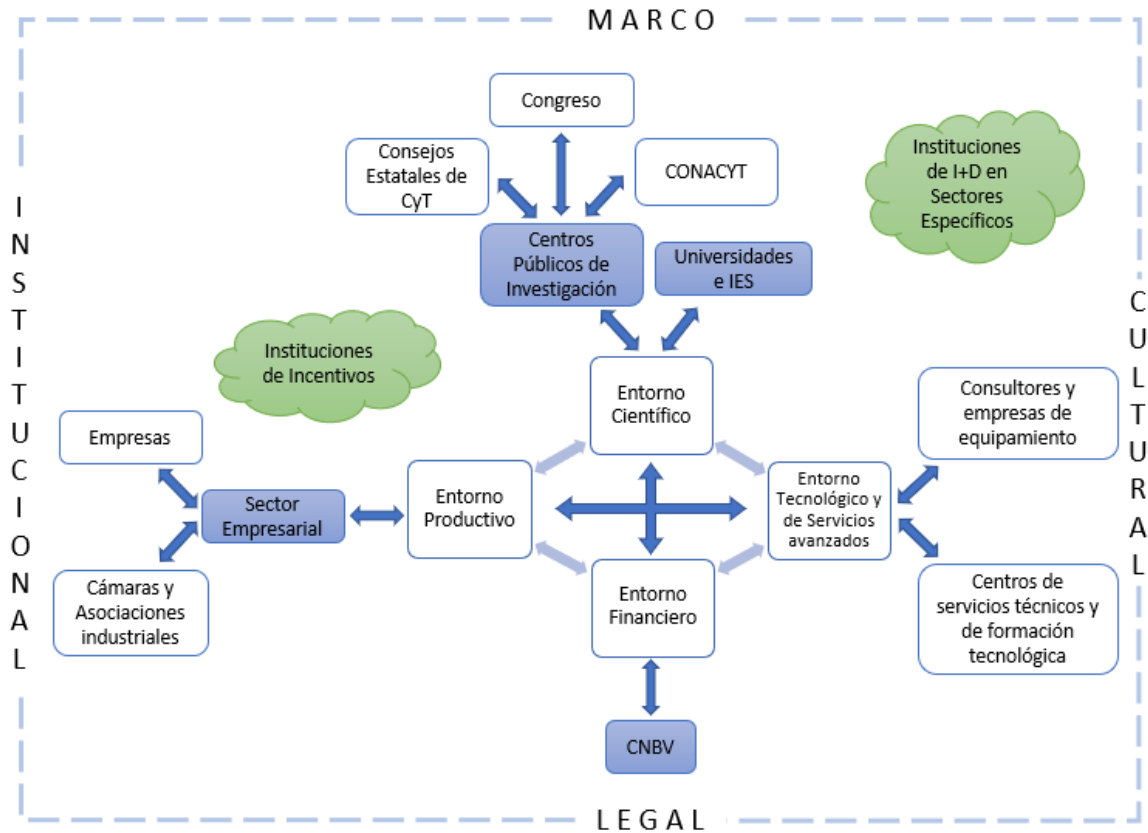 MARCO
Congreso
Consejos
Estatales de
CyT
CONACYT
Instituciones
de I+D en
Sectores
Específicos
Centros
Públicos de
Investigación
Universidades
e IES
INSTITUCIONAL
CULTURAL
Instituciones
de Incentivos
Entorno
Científico
Consultores y
empresas de
equipamiento
Empresas
Sector
Empresarial
Entorno
Productivo
Entorno
Tecnológico y
de Servicios
avanzados
Cámaras y
Asociaciones
industriales
Entorno
Financiero
Centros de
servicios técnicos y
de formación
tecnológica
CNBV
LEGAL